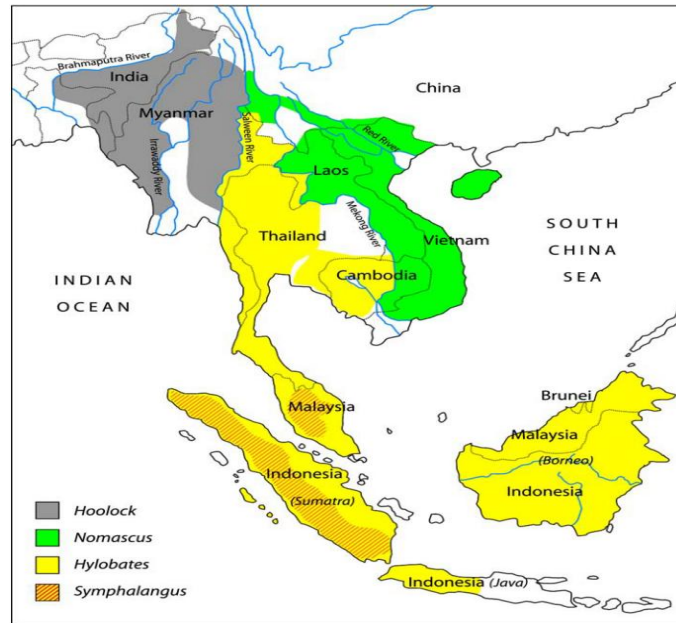 Brahmaputra River
India
China
Myanmar
Salween River
Red River
Irrawaddy River
Laos
Mekong River
Thailand
Vietnam
Cambodia
SOUTH
CHINA
SEA
INDIAN
OCEAN
Brunei
Malaysia
Malaysia
(Borneo)
Indonesia
Indonesia
(Sumatra)
Indonesia (Java)
Hoolock
Nomascus
Hylobates
Symphalangus